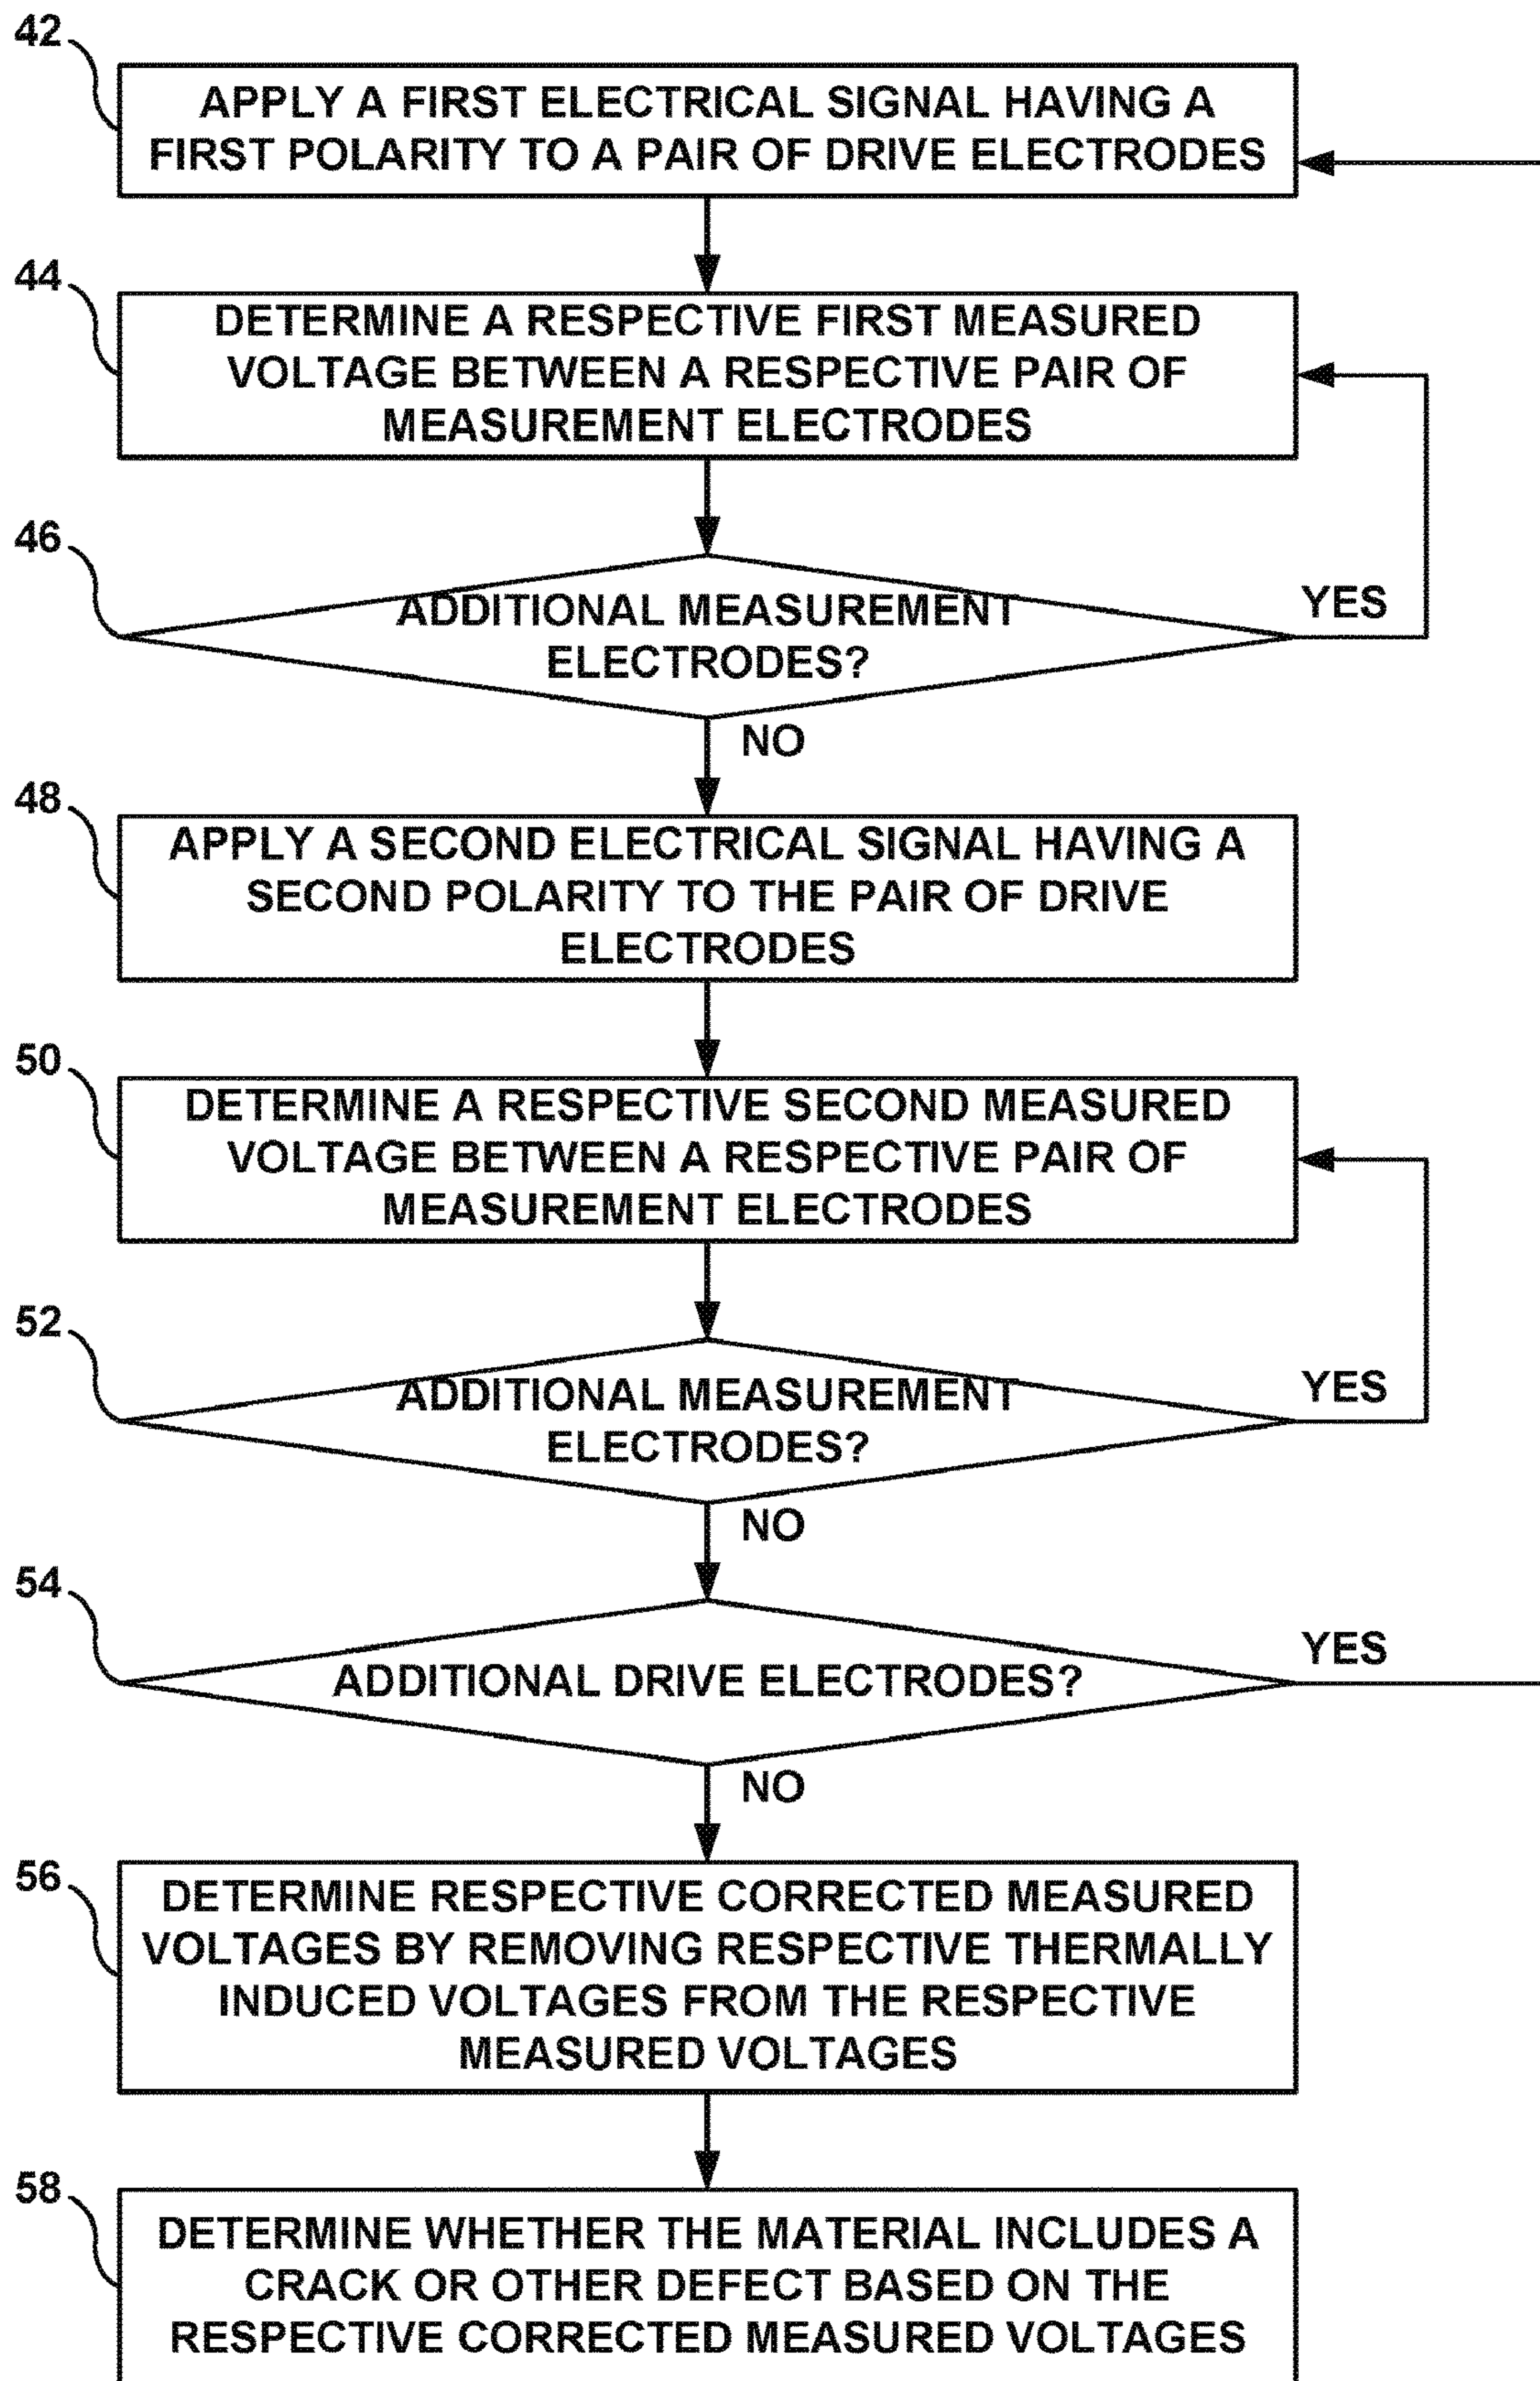 42
APPLY A FIRST ELECTRICAL SIGNAL HAVING A
FIRST POLARITY TO A PAIR OF DRIVE ELECTRODES
44
DETERMINE A RESPECTIVE FIRST MEASURED
VOLTAGE BETWEEN A RESPECTIVE PAIR OF
MEASUREMENT ELECTRODES
46
ADDITIONAL MEASUREMENT
ELECTRODES?
YES
NO
48
APPLY A SECOND ELECTRICAL SIGNAL HAVING A
SECOND POLARITY TO THE PAIR OF DRIVE
ELECTRODES
50
DETERMINE A RESPECTIVE SECOND MEASURED
VOLTAGE BETWEEN A RESPECTIVE PAIR OF
MEASUREMENT ELECTRODES
52
ADDITIONAL MEASUREMENT
ELECTRODES?
YES
NO
54
ADDITIONAL DRIVE ELECTRODES?
YES
NO
56
DETERMINE RESPECTIVE CORRECTED MEASURED
VOLTAGES BY REMOVING RESPECTIVE THERMALLY
INDUCED VOLTAGES FROM THE RESPECTIVE
MEASURED VOLTAGES
58
DETERMINE WHETHER THE MATERIAL INCLUDES A
CRACK OR OTHER DEFECT BASED ON THE
RESPECTIVE CORRECTED MEASURED VOLTAGES